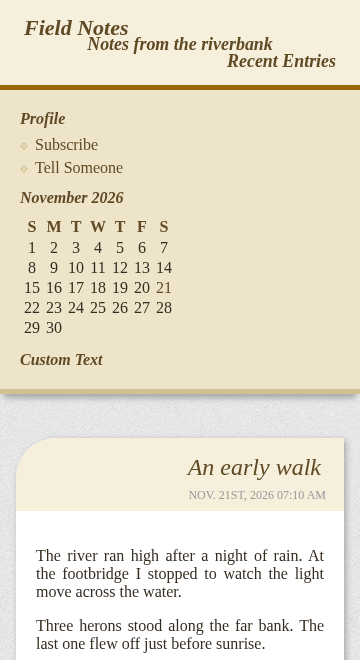 Field Notes
Notes from the riverbank
Recent Entries
Profile
Subscribe
Tell Someone
November 2026
S M T W T F S
1 2 3 4 5 6 7
8 9 10 11 12 13 14
15 16 17 18 19 20 21
22 23 24 25 26 27 28
29 30
Custom Text
An early walk
NOV. 21ST, 2026 07:10 AM
The river ran high after a night of rain. At
the footbridge I stopped to watch the light
move across the water.
Three herons stood along the far bank. The
last one flew off just before sunrise.